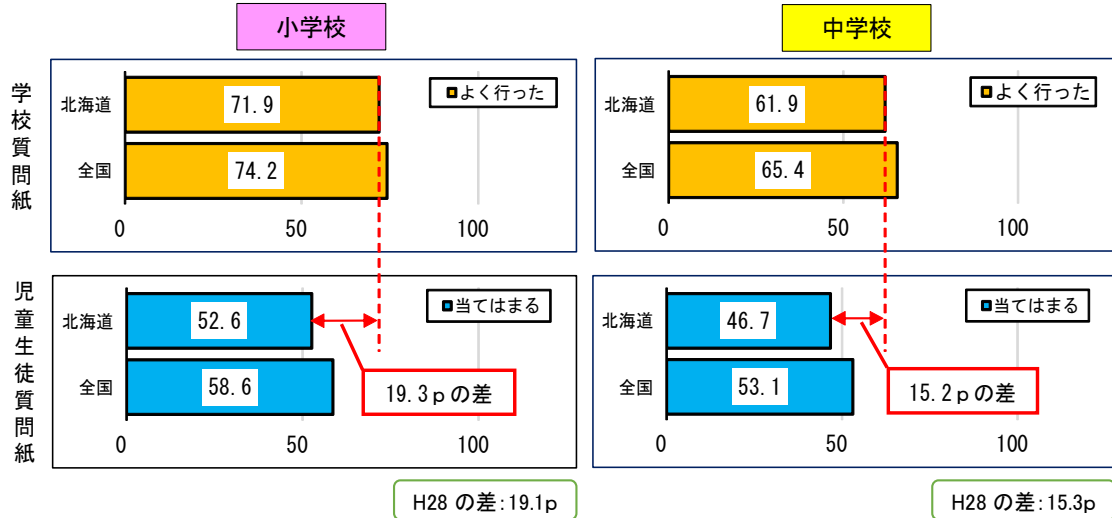 小学校
中学校
学校質問紙
■よく行った
北海道
71.9
全国
74.2
0 50 100
■よく行った
北海道
61.9
全国
65.4
0 50 100
児童生徒質問紙
■当てはまる
北海道
52.6
全国
58.6
19.3pの差
0 50 100
■当てはまる
北海道
46.7
全国
53.1
15.2pの差
0 50 100
H28 の差:19.1p
H28 の差:15.3p